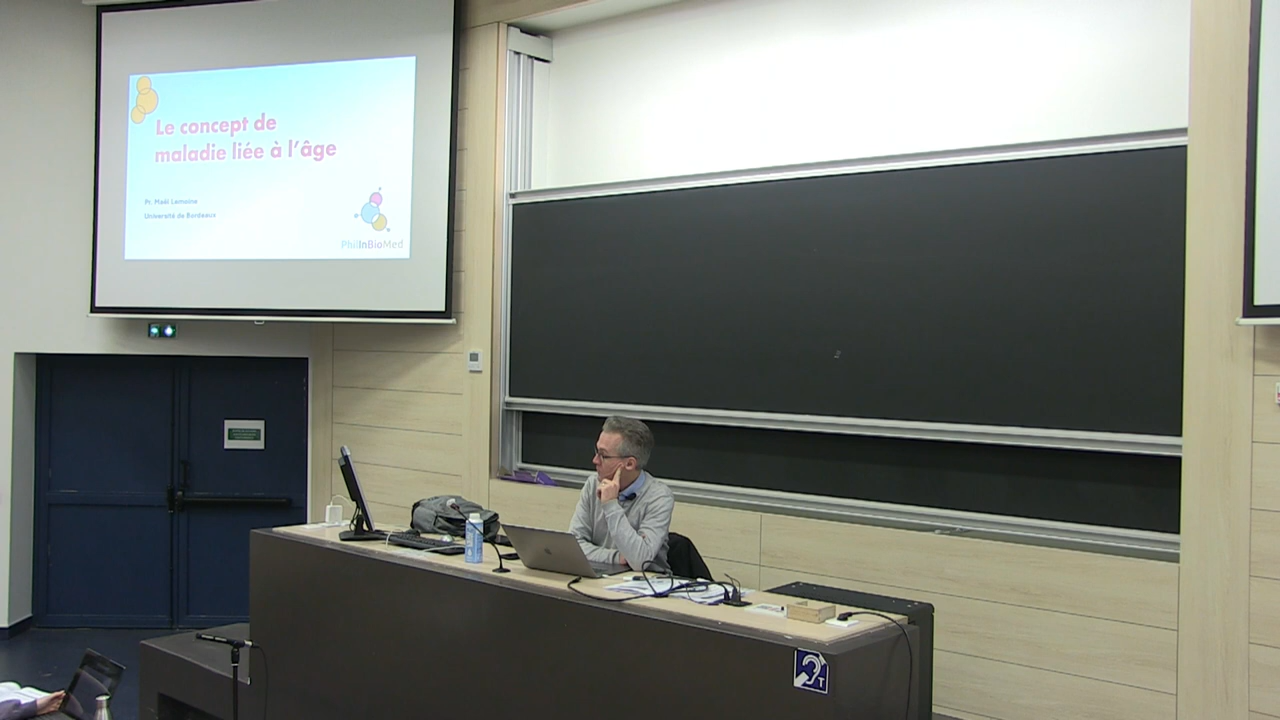 Le concept de
maladie liée à l'âge
Pr. Maël Lemoine
Université de Bordeaux
PhilInBioMed
T